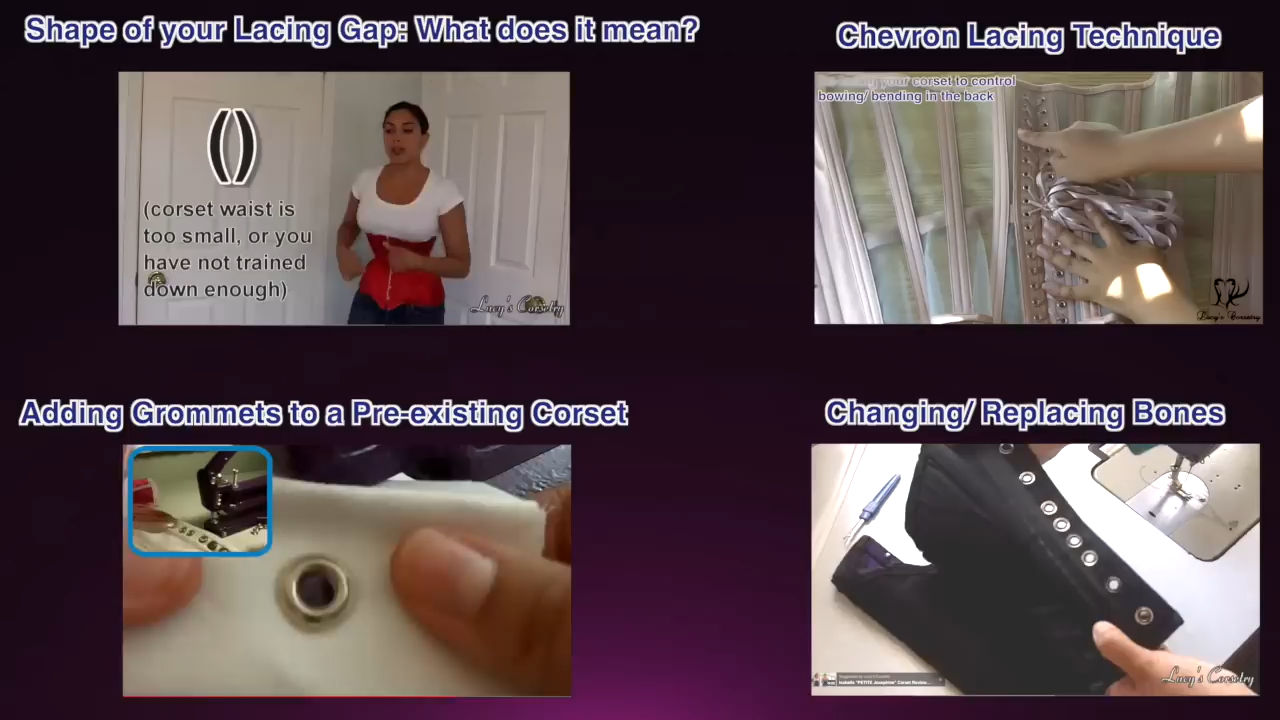 Shape of your Lacing Gap: What does it mean?
Chevron Lacing Technique
()
(corset waist is
too small, or you
have not trained
down enough)
Lucy's Corsetry
your corset to control
bowing/ bending in the back
Lucy's Corsetry
Adding Grommets to a Pre-existing Corset
Changing/ Replacing Bones
Lucy's Corsetry